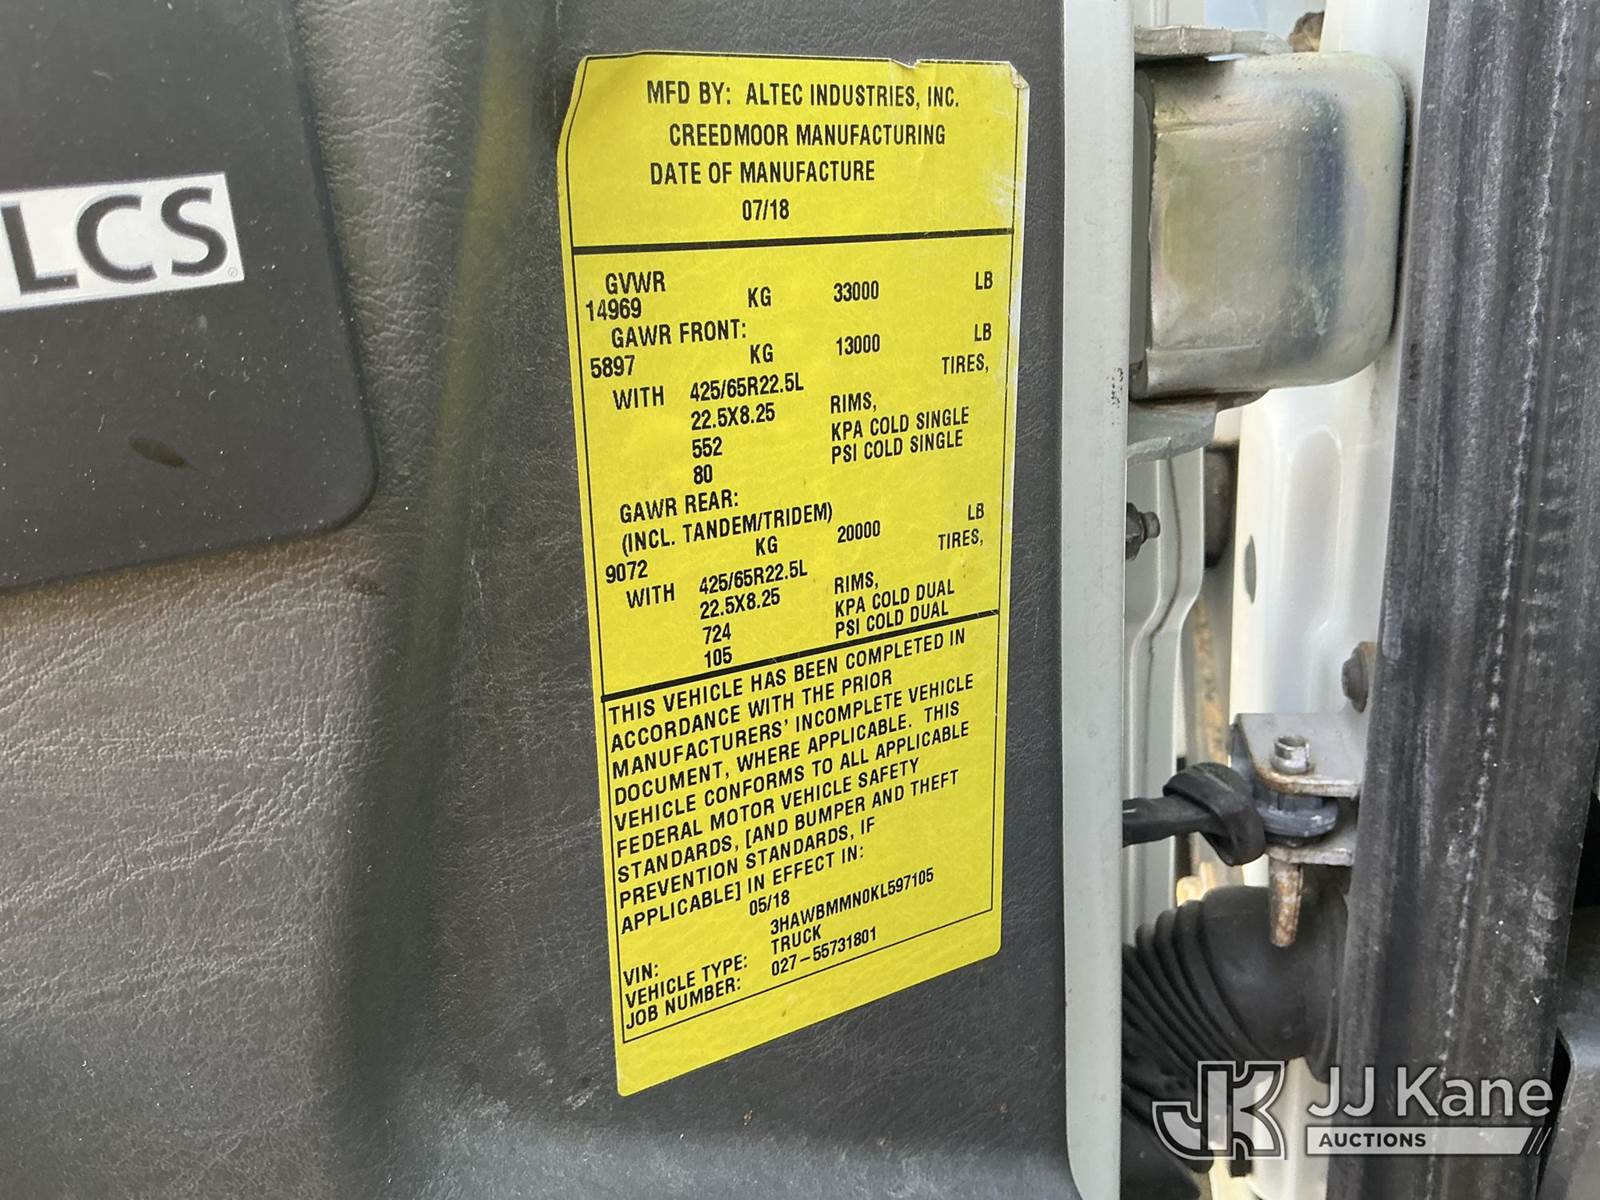 LCS
MFD BY: ALTEC INDUSTRIES, INC.
CREEDMOOR MANUFACTURING
DATE OF MANUFACTURE
07/18
GVWR
14969 KG 33000 LB
GAWR FRONT:
5897 KG 13000 LB
WITH 425/65R22.5L TIRES,
22.5X8.25 RIMS,
552 KPA COLD SINGLE
80 PSI COLD SINGLE
GAWR REAR:
(INCL. TANDEM/TRIDEM)
9072 KG 20000 LB
WITH 425/65R22.5L TIRES,
22.5X8.25 RIMS,
724 KPA COLD DUAL
105 PSI COLD DUAL
THIS VEHICLE HAS BEEN COMPLETED IN
ACCORDANCE WITH THE PRIOR
MANUFACTURERS' INCOMPLETE VEHICLE
DOCUMENT, WHERE APPLICABLE. THIS
VEHICLE CONFORMS TO ALL APPLICABLE
FEDERAL MOTOR VEHICLE SAFETY
STANDARDS, [AND BUMPER AND THEFT
PREVENTION STANDARDS, IF
APPLICABLE] IN EFFECT IN:
05/18
VIN: 3HAWBMMN0KL597105
VEHICLE TYPE: TRUCK
JOB NUMBER: 027-55731801
JK JJ Kane
AUCTIONS